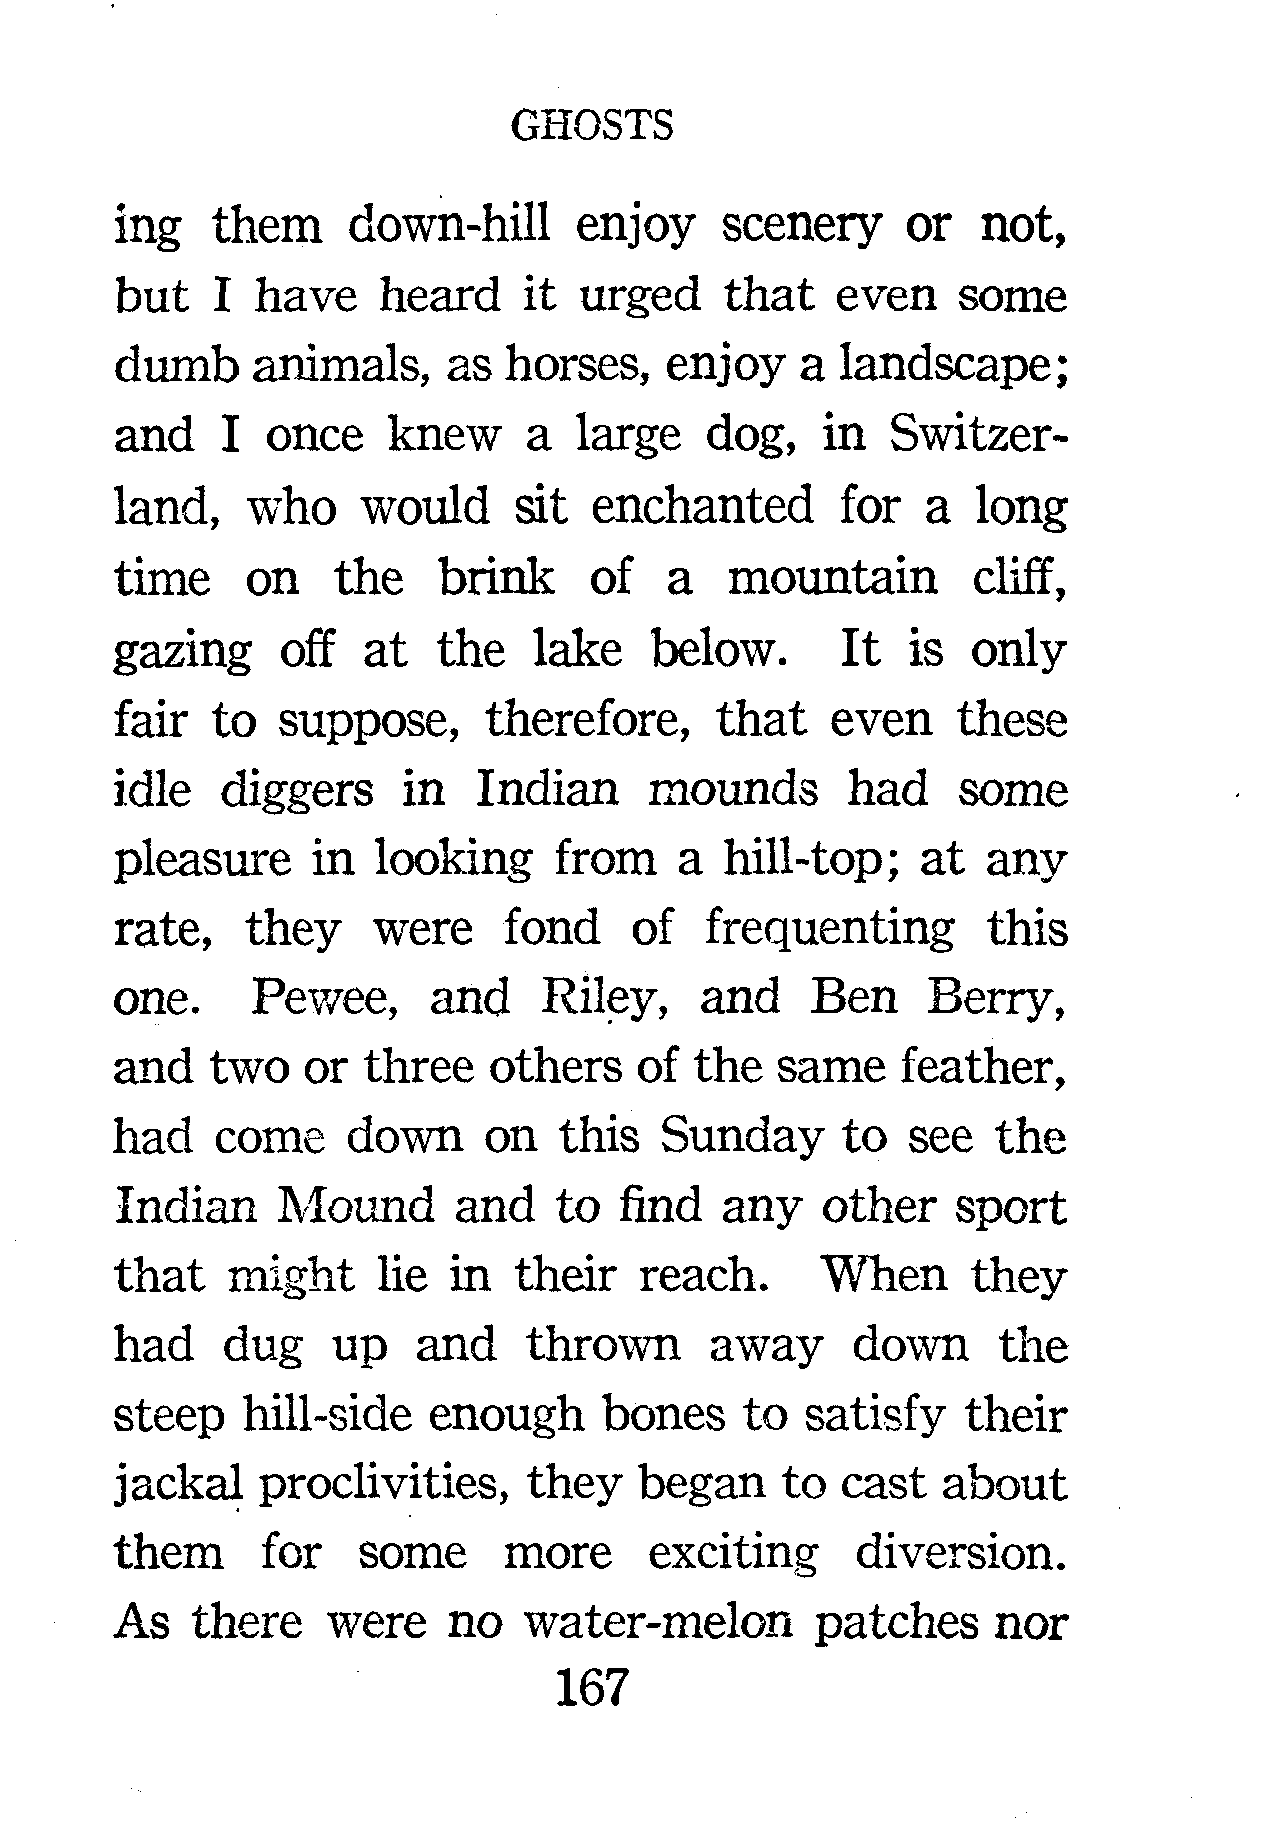 GHOSTS
ing them down-hill enjoy scenery or not,
but I have heard it urged that even some
dumb animals, as horses, enjoy a landscape;
and I once knew a large dog, in Switzer-
land, who would sit enchanted for a long
time on the brink of a mountain cliff,
gazing off at the lake below. It is only
fair to suppose, therefore, that even these
idle diggers in Indian mounds had some
pleasure in looking from a hill-top; at any
rate, they were fond of frequenting this
one. Pewee, and Riley, and Ben Berry,
and two or three others of the same feather,
had come down on this Sunday to see the
Indian Mound and to find any other sport
that might lie in their reach. When they
had dug up and thrown away down the
steep hill-side enough bones to satisfy their
jackal proclivities, they began to cast about
them for some more exciting diversion.
As there were no water-melon patches nor
167